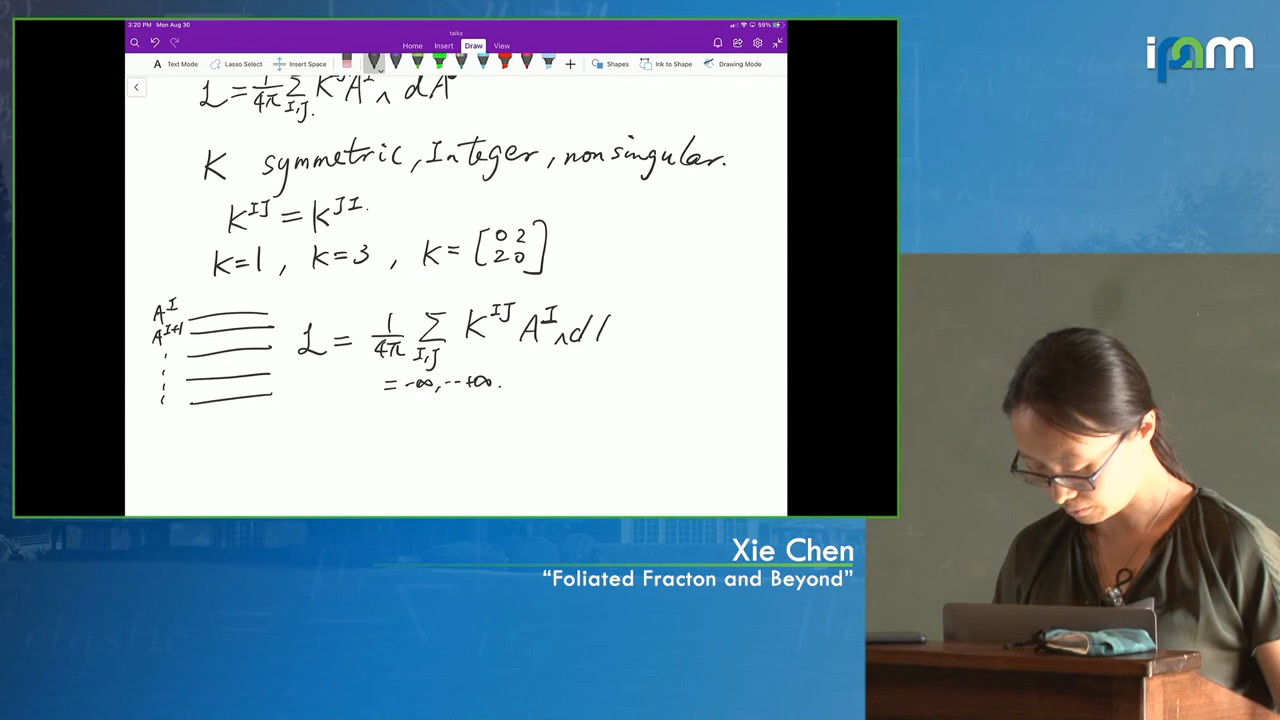 3:20 PM Mon Aug 30
59%
talks
Home Insert Draw View
A Text Mode Lasso Select Insert Space Shapes Ink to Shape Drawing Mode
ipam
L = 1/4π Σ_{I,J} K^{IJ} A^I ∧ dA^J
K symmetric, Integer, nonsingular.
K^{IJ} = K^{JI}.
K=1, K=3, K=[0 2
2 0]
A^I
A^{I+1} L = 1/4π Σ_{I,J} K^{IJ} A^I ∧ d
= -∞, -- +∞.
Xie Chen
“Foliated Fracton and Beyond”